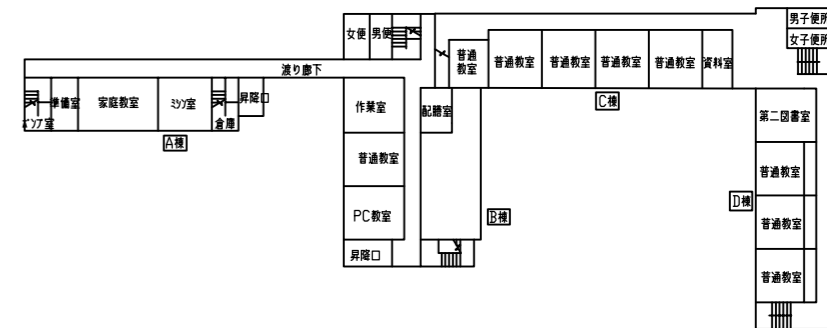 女便
男便
渡り廊下
ポンプ室
準備室
家庭教室
ミシン室
倉庫
昇降口
A棟
作業室
普通教室
PC教室
昇降口
配膳室
B棟
普通
教室
普通教室
普通教室
普通教室
普通教室
資料室
C棟
男子便所
女子便所
第二図書室
普通教室
D棟
普通教室
普通教室